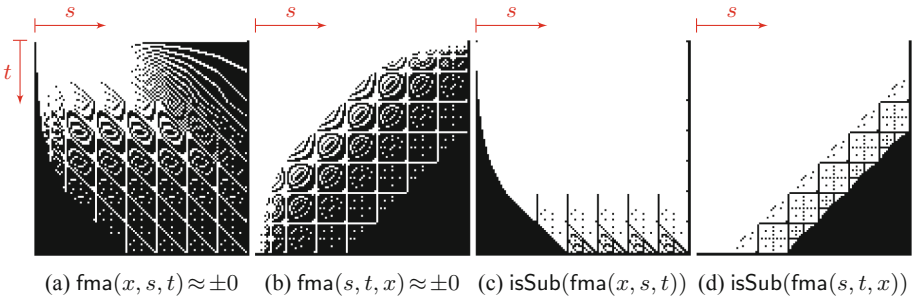 s s s s
t
(a) fma(x, s, t) ≈ ±0 (b) fma(s, t, x) ≈ ±0 (c) isSub(fma(x, s, t)) (d) isSub(fma(s, t, x))